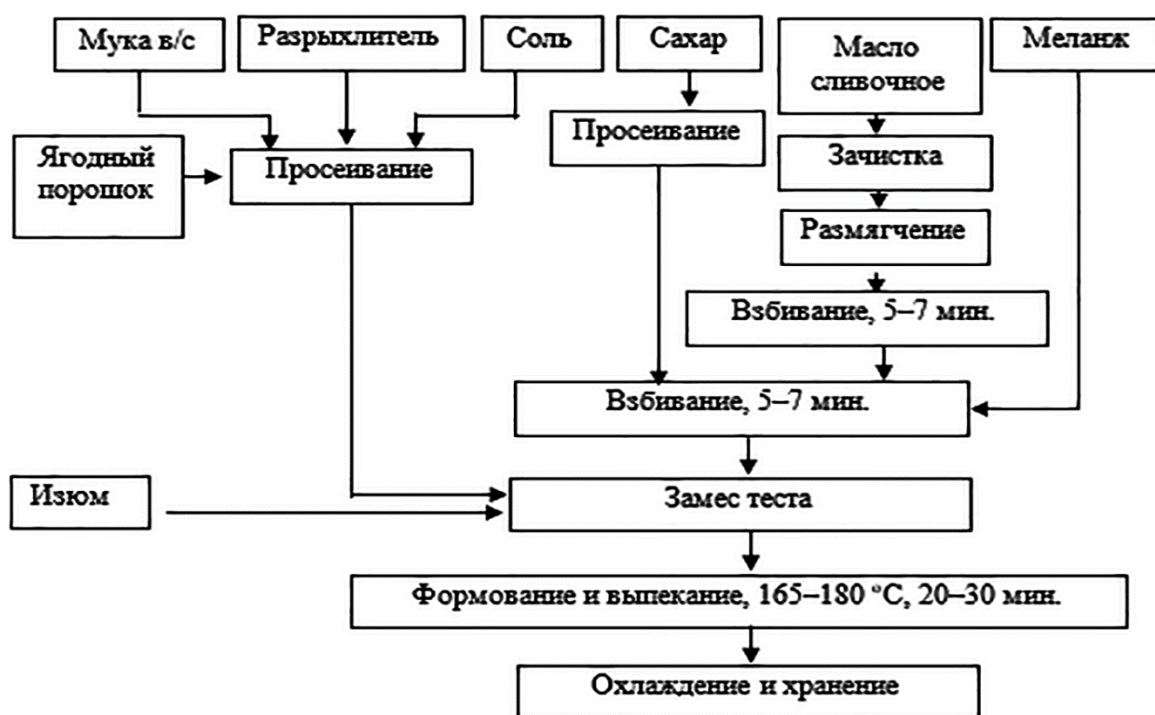 Мука в/с
Разрыхлитель
Соль
Сахар
Масло
сливочное
Меланж
Ягодный
порошок
Просеивание
Просеивание
Зачистка
Размягчение
Взбивание, 5–7 мин.
Взбивание, 5–7 мин.
Изюм
Замес теста
Формование и выпекание, 165–180 °С, 20–30 мин.
Охлаждение и хранение